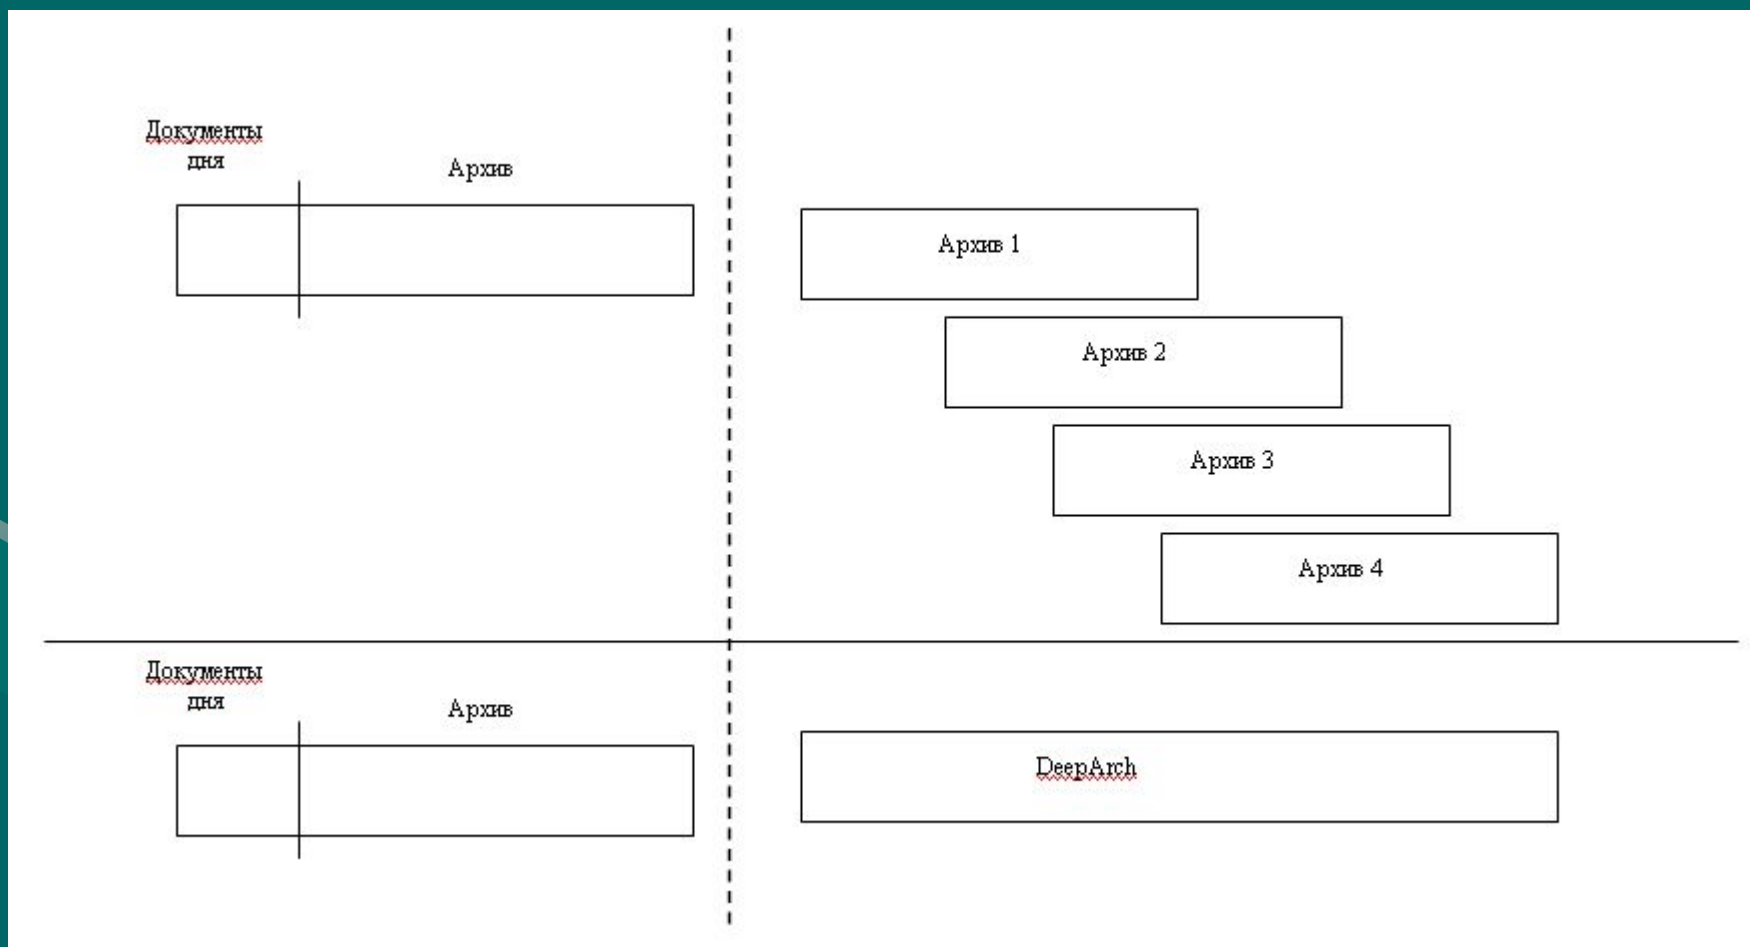 Документы
дня
Архив
Архив 1
Архив 2
Архив 3
Архив 4
Документы
дня
Архив
DeepArch